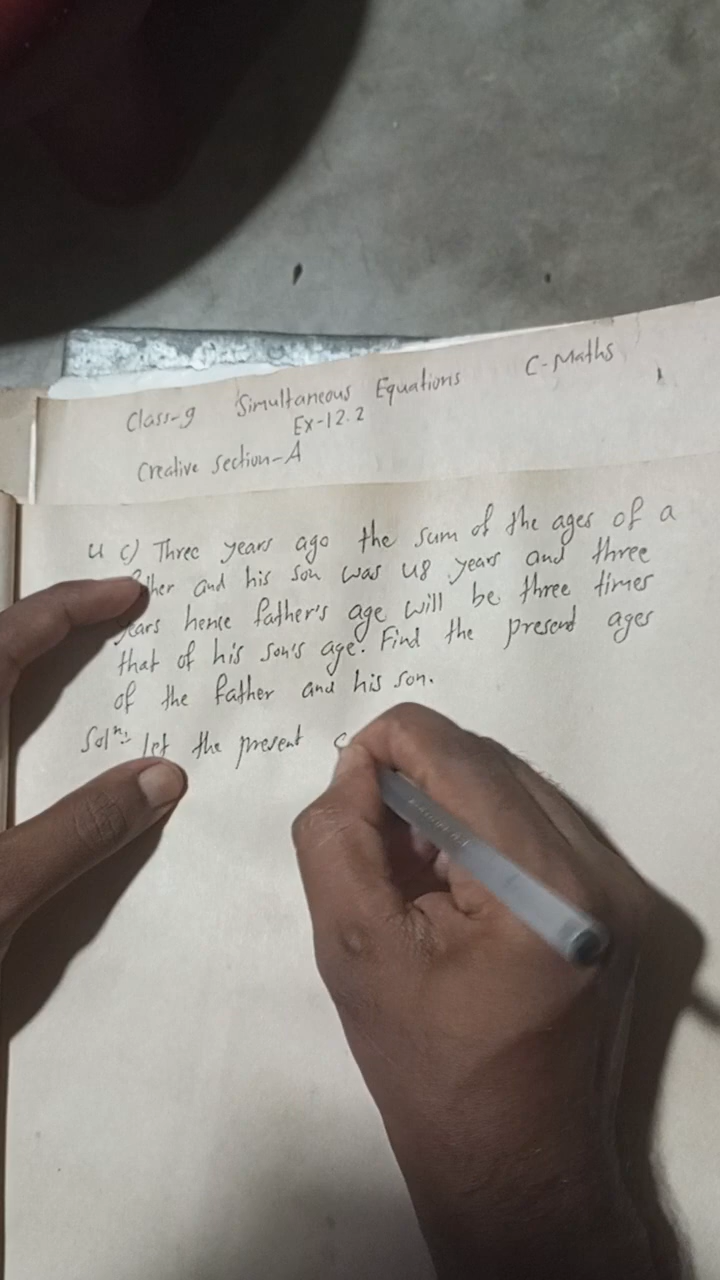 Class-9 Simultaneous Equations C-Maths
Ex-12.2
Creative section-A
4 c) Three years ago the sum of the ages of a
father and his son was 48 years and three
years hence father's age will be three times
that of his son's age. Find the present ages
of the father and his son.
Solⁿ:- let the present